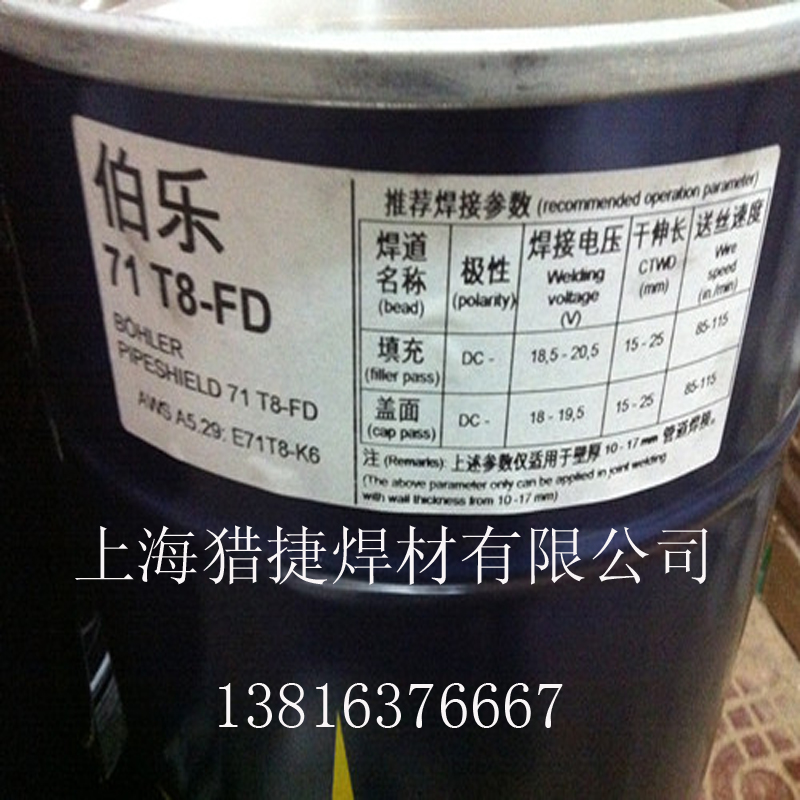 伯乐
71 T8-FD
BÖHLER
PIPESHIELD 71 T8-FD
AWS A5.29: E71T8-K6
推荐焊接参数 (recommended operation parameter)
焊道名称 (bead) 极性 (polarity) 焊接电压 Welding voltage (V) 干伸长 CTWD (mm) 送丝速度 Wire speed (in./min)
填充 (filler pass) DC - 18,5 - 20,5 15 - 25 85-115
盖面 (cap pass) DC - 18 - 19,5 15 - 25 85-115
注 (Remarks): 上述参数仅适用于壁厚 10 - 17 mm 管道焊接。
(The above parameter only can be applied in joint welding
with wall thickness from 10 -17 mm)
上海猎捷焊材有限公司
13816376667